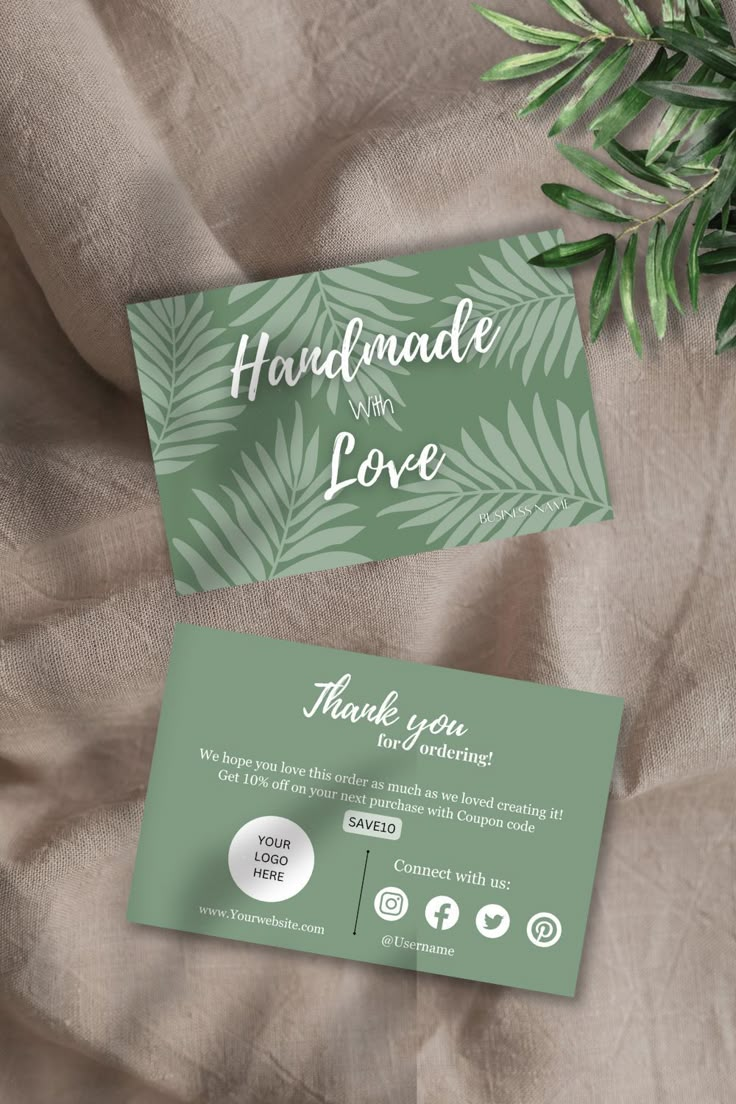 Handmade
With
Love
BUSINESS NAME
Thank you
for ordering!
We hope you love this order as much as we loved creating it!
Get 10% off on your next purchase with Coupon code
SAVE10
YOUR
LOGO
HERE
www.Yourwebsite.com
Connect with us:
@Username